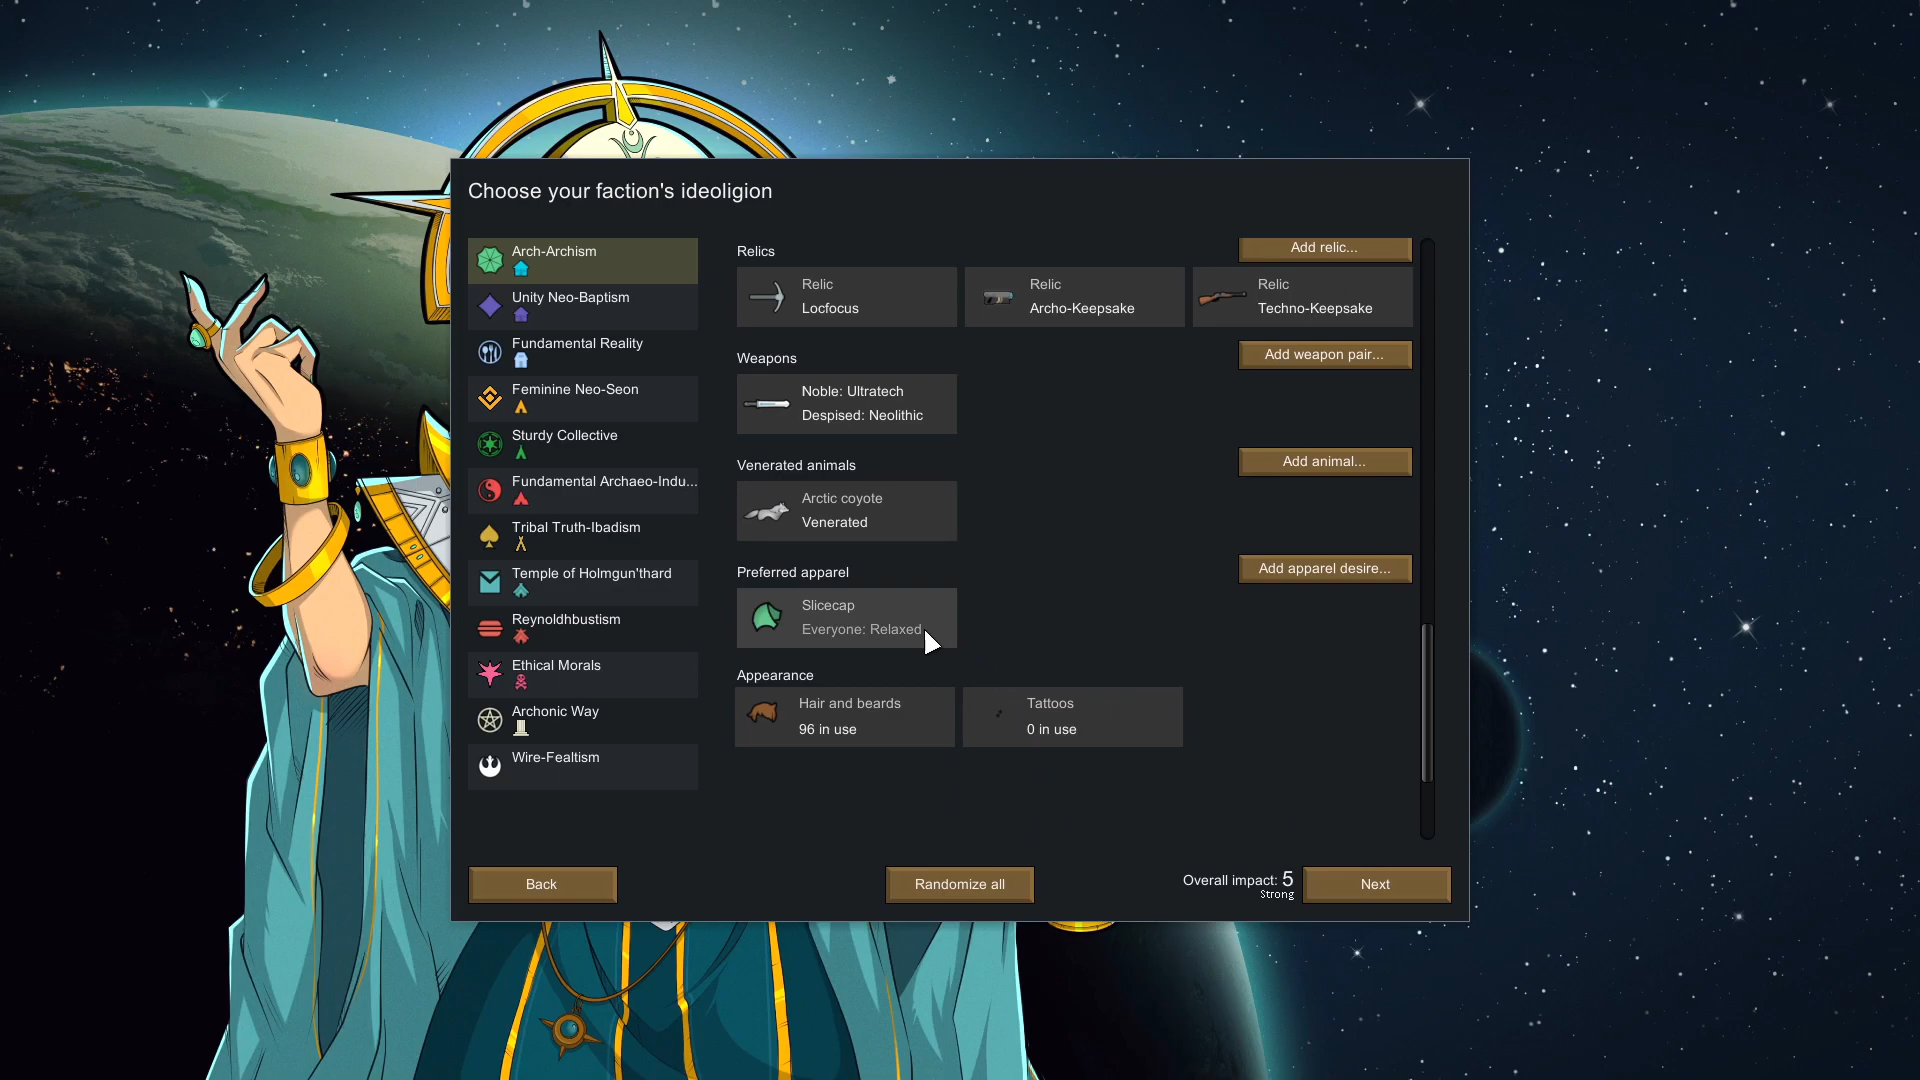 Choose your faction's ideoligion
Arch-Archism
Unity Neo-Baptism
Fundamental Reality
Feminine Neo-Seon
Sturdy Collective
Fundamental Archaeo-Indu...
Tribal Truth-Ibadism
Temple of Holmgun'thard
Reynoldhbustism
Ethical Morals
Archonic Way
Wire-Fealtism
Relics
Add relic...
Relic
Locfocus
Relic
Archo-Keepsake
Relic
Techno-Keepsake
Weapons
Add weapon pair...
Noble: Ultratech
Despised: Neolithic
Venerated animals
Add animal...
Arctic coyote
Venerated
Preferred apparel
Add apparel desire...
Slicecap
Everyone: Relaxed
Appearance
Hair and beards
96 in use
Tattoos
0 in use
Back
Randomize all
Overall impact: 5
Strong
Next